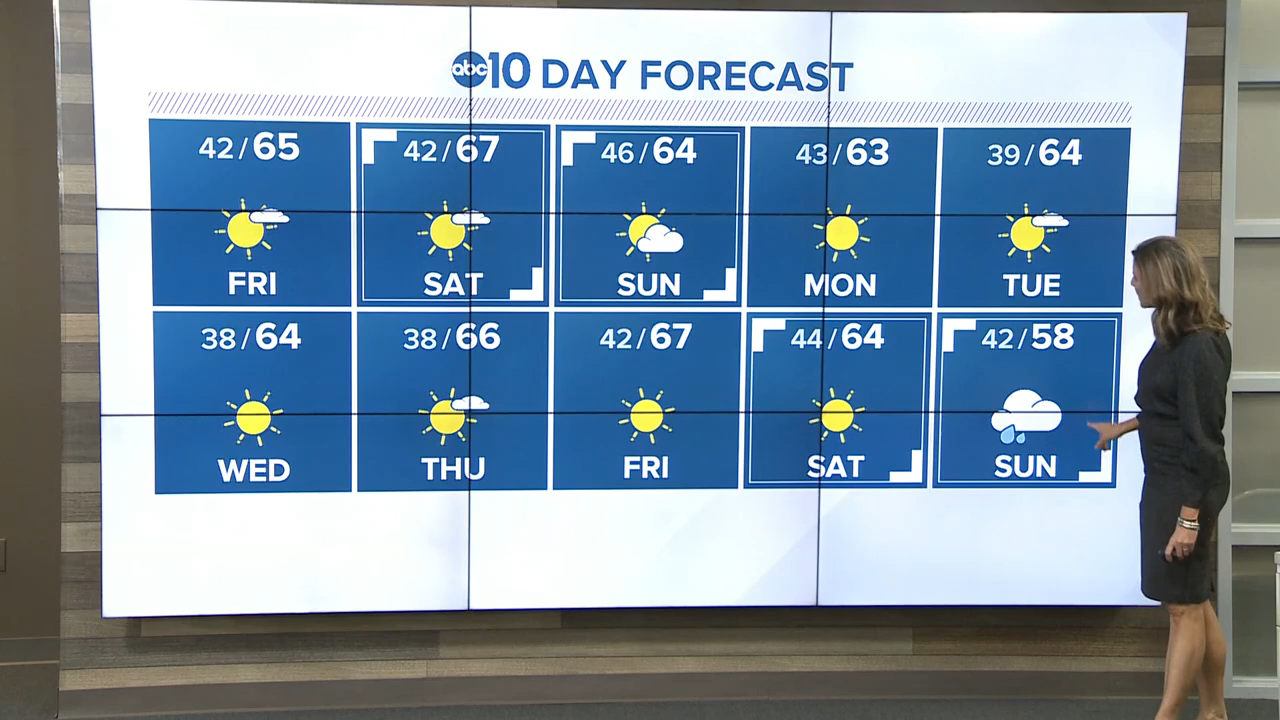 abc10 DAY FORECAST
42/65 42/67 46/64 43/63 39/64
FRI SAT SUN MON TUE
38/64 38/66 42/67 44/64 42/58
WED THU FRI SAT SUN